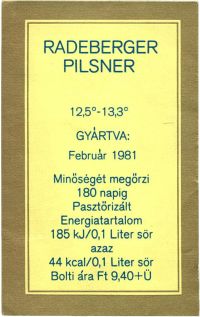 RADEBERGER
PILSNER
12,5°-13,3°
GYÁRTVA:
Február 1981
Minőségét megőrzi
180 napig
Pasztőrizált
Energiatartalom
185 kJ/0,1 Liter sör
azaz
44 kcal/0,1 Liter sör
Bolti ára Ft 9,40+Ü